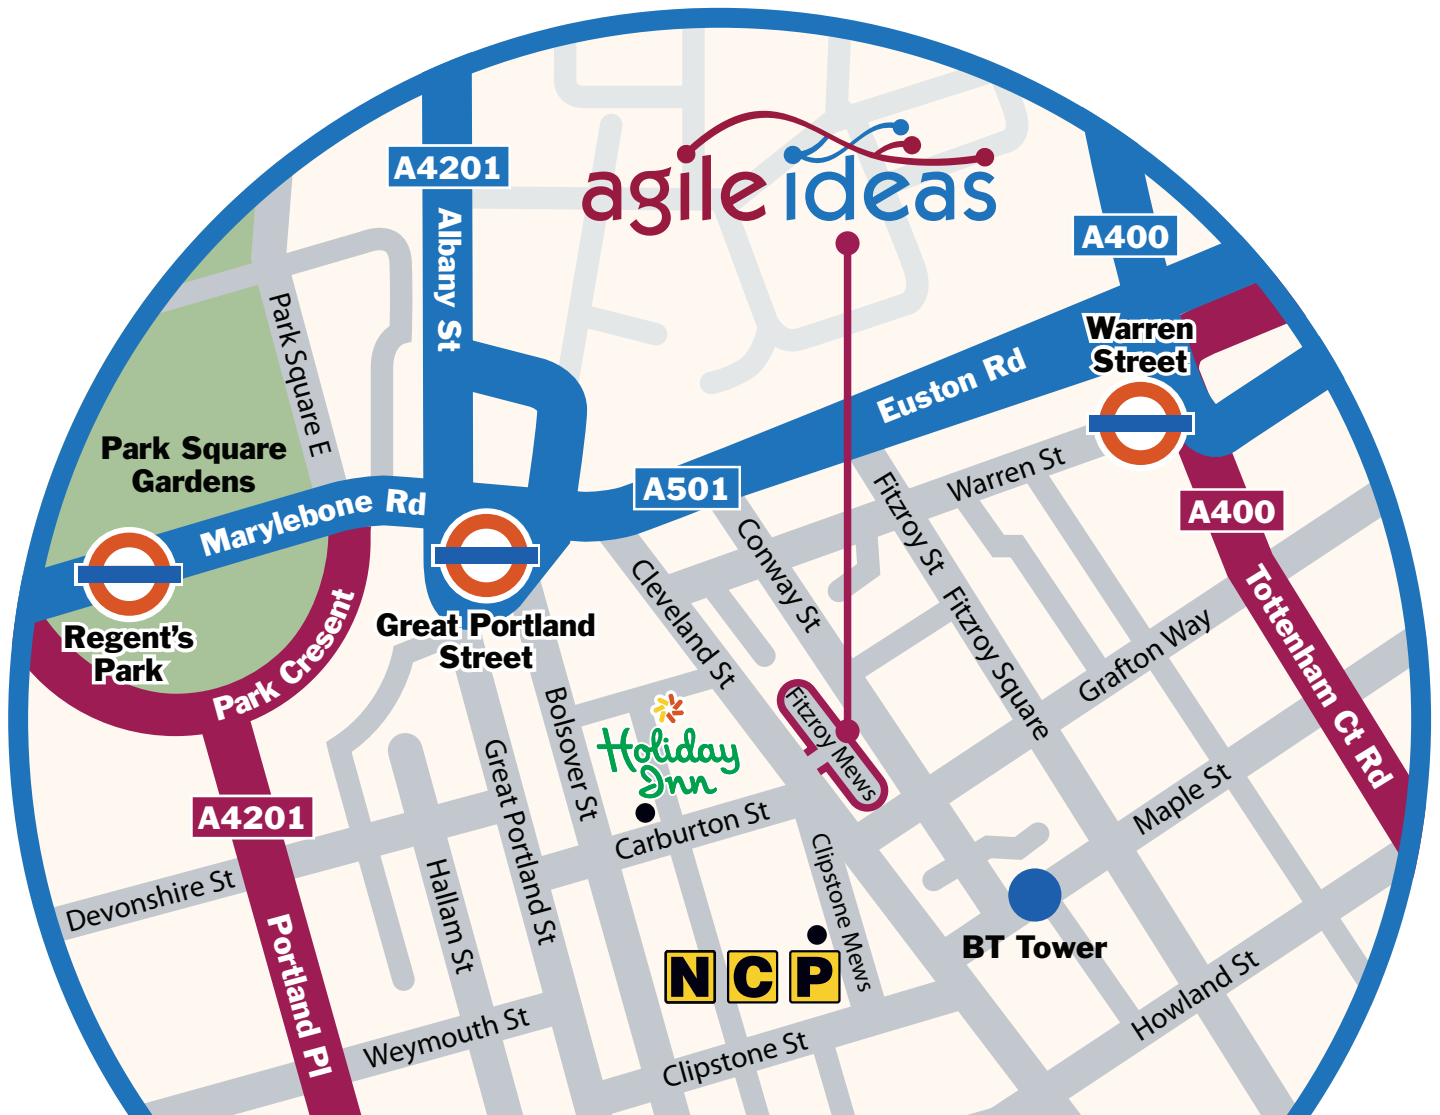 A4201
agile ideas
Albany St
A400
Park Square E
Warren
Street
Euston Rd
Park Square
Gardens
Warren St
A501
Fitzroy St
Marylebone Rd
A400
Conway St
Cleveland St
Tottenham Ct Rd
Fitzroy Square
Park Cresent
Regent's
Park
Great Portland
Street
Grafton Way
Bolsover St
Fitzroy Mews
Holiday
Inn
Great Portland St
Maple St
A4201
Carburton St
Clipstone Mews
Hallam St
Devonshire St
BT Tower
Portland Pl
NCP
Howland St
Weymouth St
Clipstone St